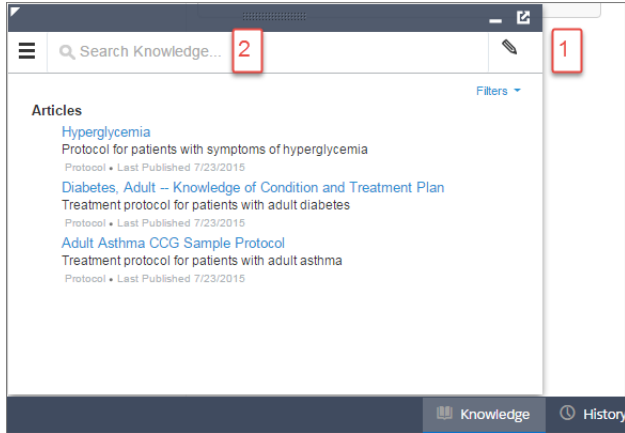 Search Knowledge...
2
1
Filters
Articles
Hyperglycemia
Protocol for patients with symptoms of hyperglycemia
Protocol • Last Published 7/23/2015
Diabetes, Adult -- Knowledge of Condition and Treatment Plan
Treatment protocol for patients with adult diabetes
Protocol • Last Published 7/23/2015
Adult Asthma CCG Sample Protocol
Treatment protocol for patients with adult asthma
Protocol • Last Published 7/23/2015
Knowledge
History